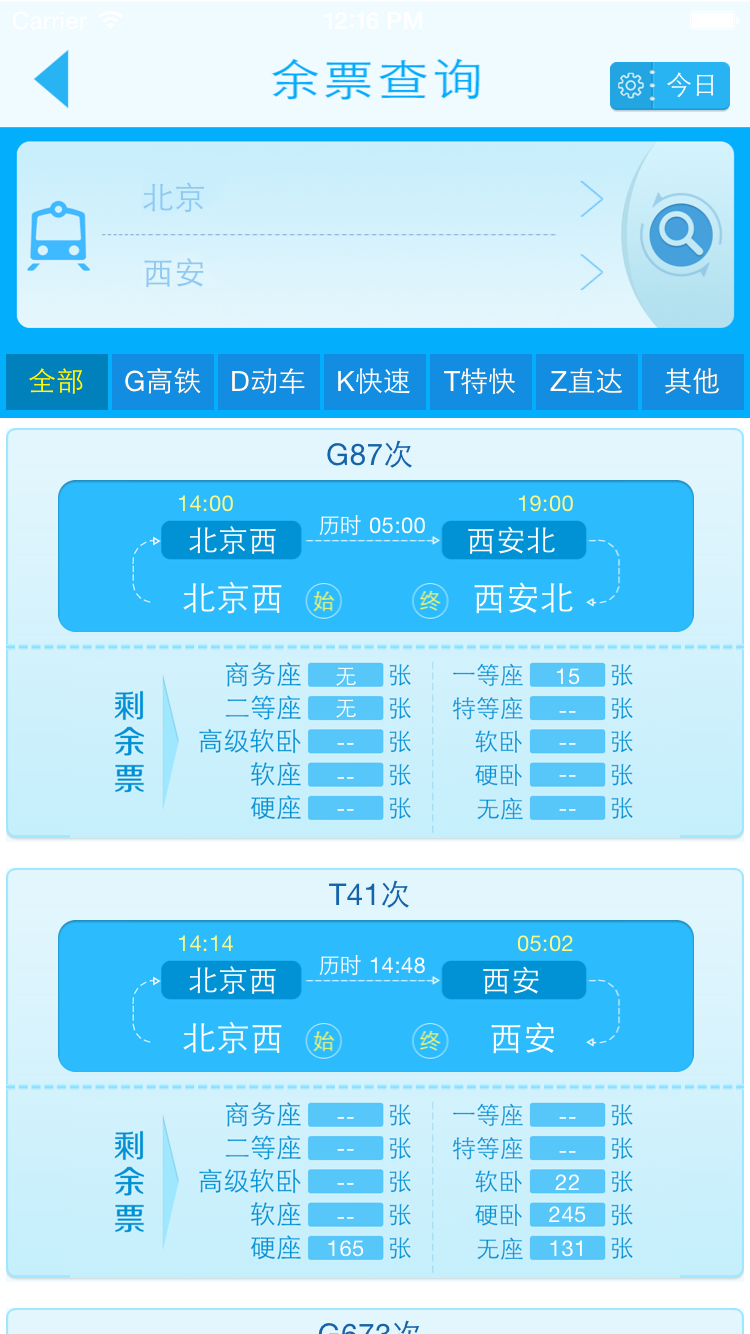 Carrier 12:16 PM
余票查询
今日
北京
西安
全部 G高铁 D动车 K快速 T特快 Z直达 其他
G87次
14:00 历时 05:00 19:00
北京西 西安北
北京西 始 终 西安北
剩余票
商务座 无 张 一等座 15 张
二等座 无 张 特等座 -- 张
高级软卧 -- 张 软卧 -- 张
软座 -- 张 硬卧 -- 张
硬座 -- 张 无座 -- 张
T41次
14:14 历时 14:48 05:02
北京西 西安
北京西 始 终 西安
剩余票
商务座 -- 张 一等座 -- 张
二等座 -- 张 特等座 -- 张
高级软卧 -- 张 软卧 22 张
软座 -- 张 硬卧 245 张
硬座 165 张 无座 131 张
G673次